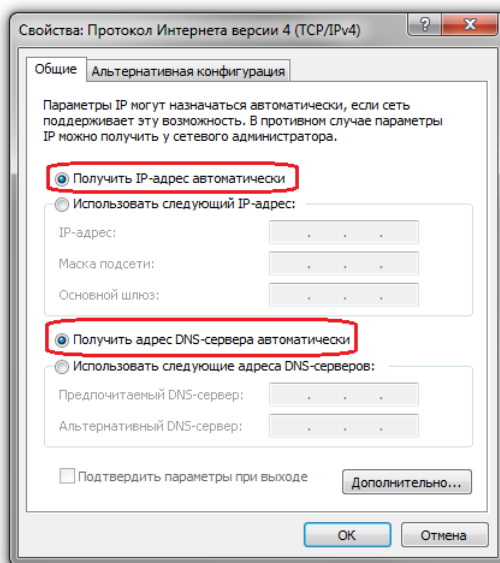 Свойства: Протокол Интернета версии 4 (TCP/IPv4)
?
Общие
Альтернативная конфигурация
Параметры IP могут назначаться автоматически, если сеть
поддерживает эту возможность. В противном случае параметры
IP можно получить у сетевого администратора.
Получить IP-адрес автоматически
Использовать следующий IP-адрес:
IP-адрес:
Маска подсети:
Основной шлюз:
Получить адрес DNS-сервера автоматически
Использовать следующие адреса DNS-серверов:
Предпочитаемый DNS-сервер:
Альтернативный DNS-сервер:
Подтвердить параметры при выходе
Дополнительно...
ОК
Отмена